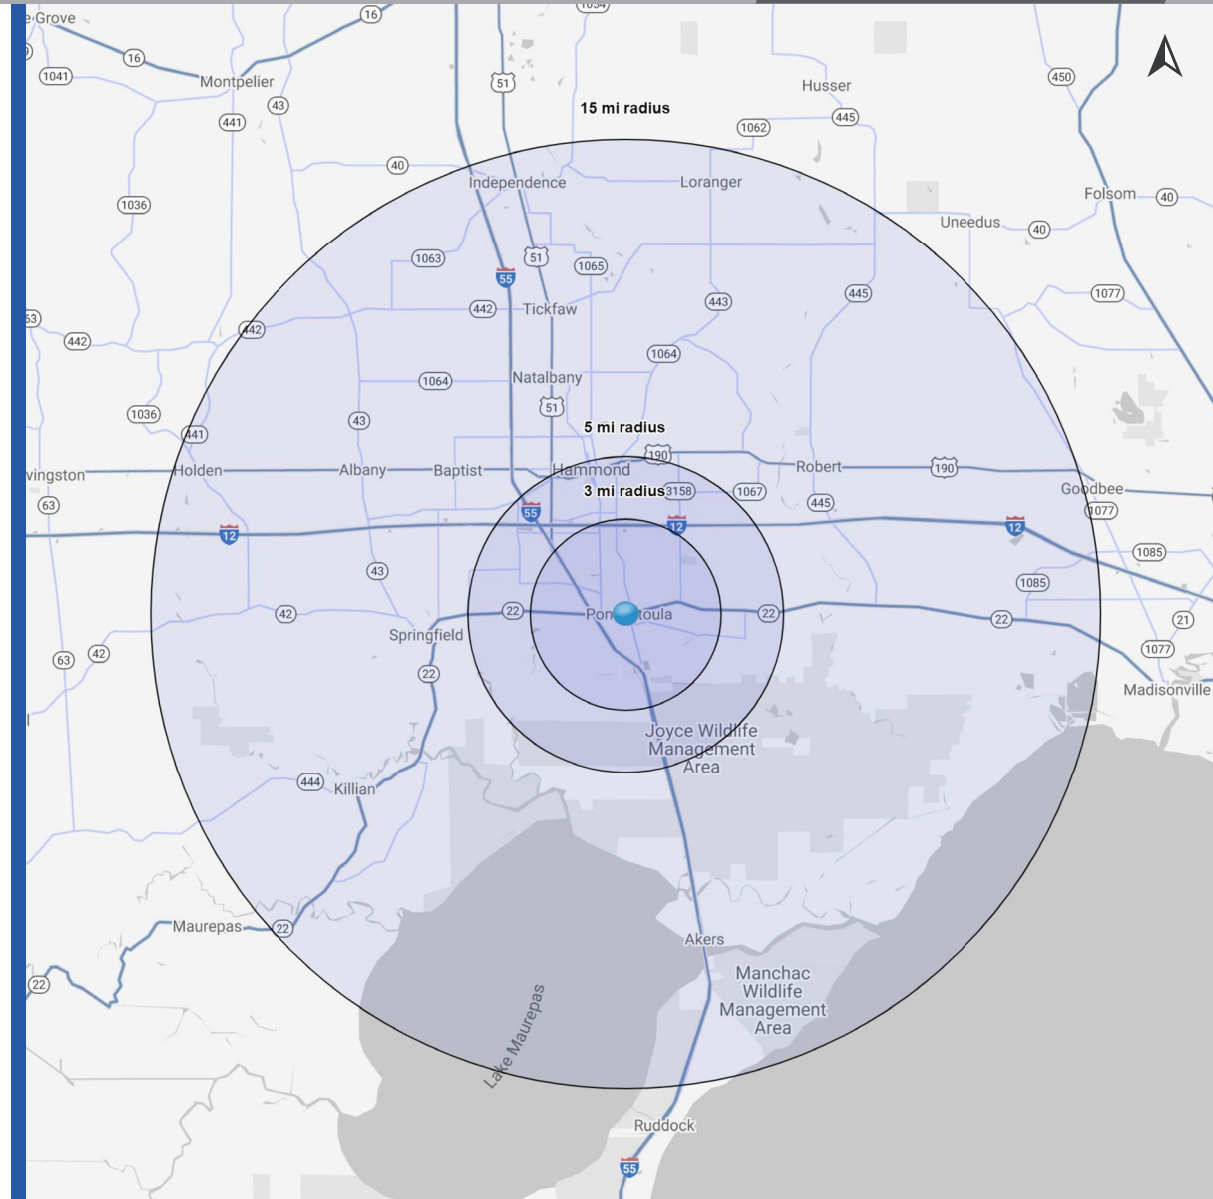 e Grove
16
1054
16
1041
Montpelier
51
43
441
Husser
450
15 mi radius
445
1062
40
Independence
Loranger
Folsom
40
1036
Uneedus
40
1063
51
1065
55
442
Tickfaw
443
445
1077
63
442
442
1064
1064
Natalbany
1036
43
51
441
5 mi radius
190
vingston
Holden
Albany
Baptist
Hammond
Robert
190
Goodbee
63
3 mi radius
3158
1067
445
1077
55
12
12
12
1085
43
1085
42
22
Pon
toula
22
22
21
Springfield
42
63
1077
22
Madisonville
Joyce Wildlife
Management
Area
444
Killian
Maurepas
22
Akers
22
Manchac
Wildlife
Management
Area
Lake Maurepas
Ruddock
55